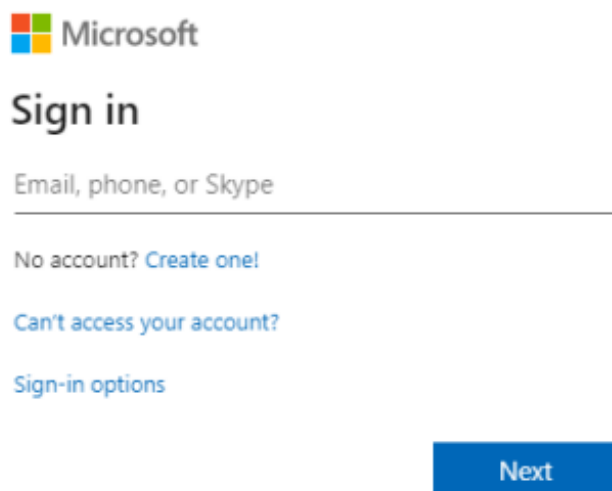 Microsoft
Sign in
Email, phone, or Skype
No account? Create one!
Can't access your account?
Sign-in options
Next